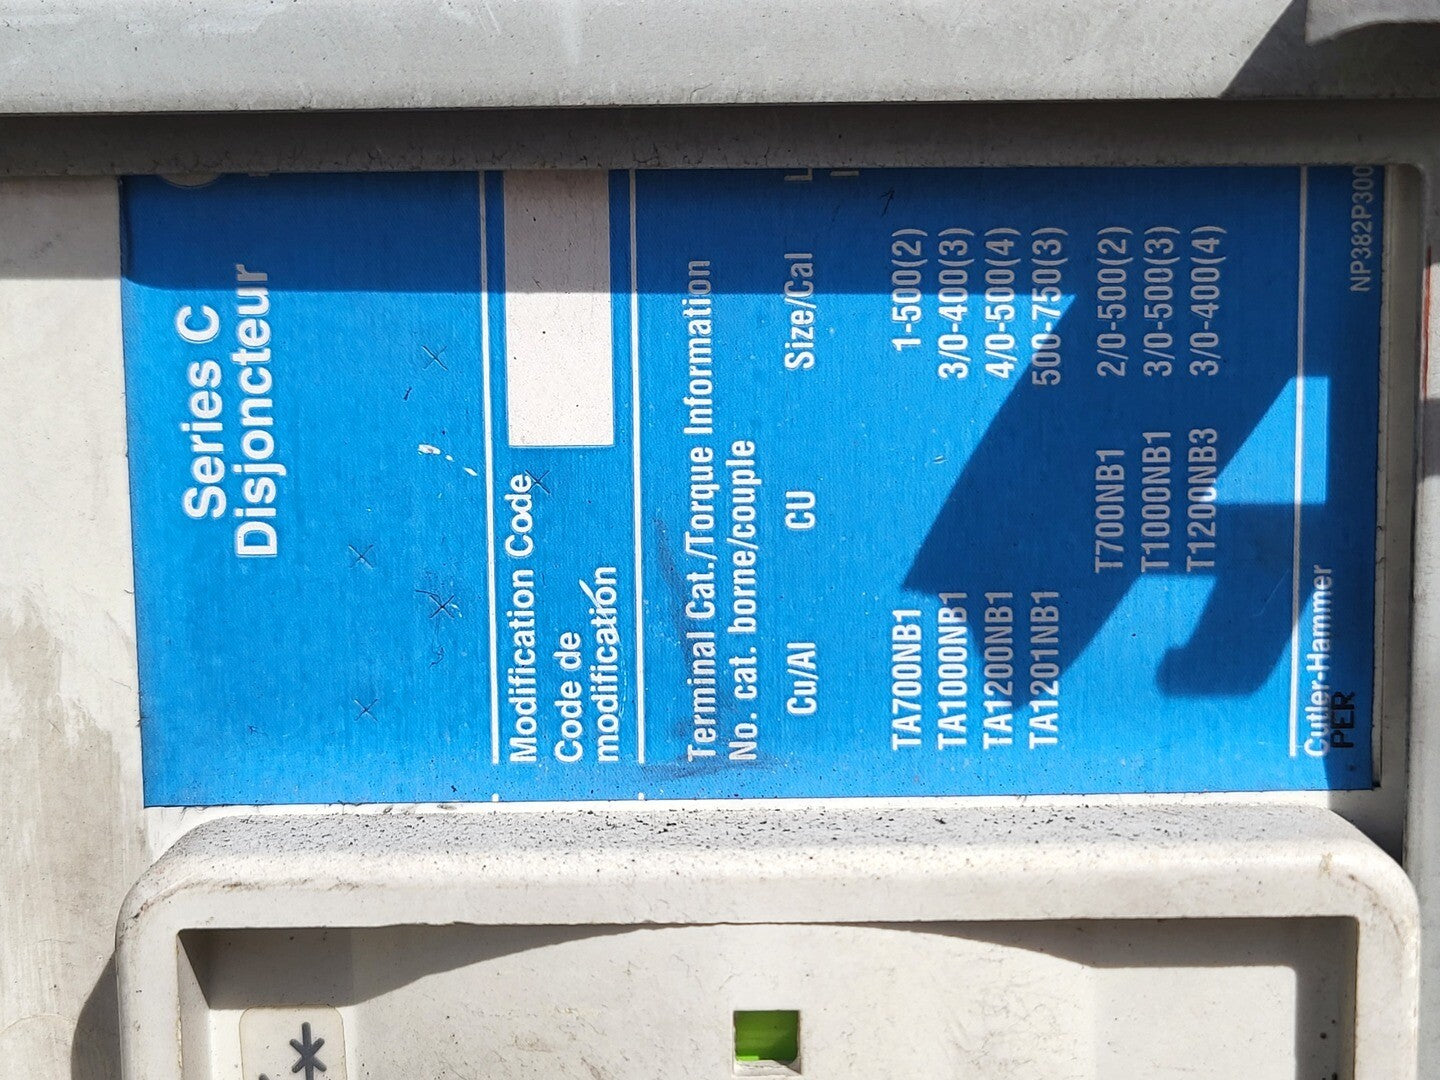 Series C
Disjoncteur
Modification Code
Code de
modification
Terminal Cat./Torque Information
No. cat. borne/couple
Cu/Al CU Size/Cal
TA700NB1 1-500(2)
TA1000NB1 3/0-400(3)
TA1200NB1 4/0-500(4)
TA1201NB1 500-750(3)
T700NB1 2/0-500(2)
T1000NB1 3/0-500(3)
T1200NB3 3/0-400(4)
Cutler-Hammer
PER NP382P300